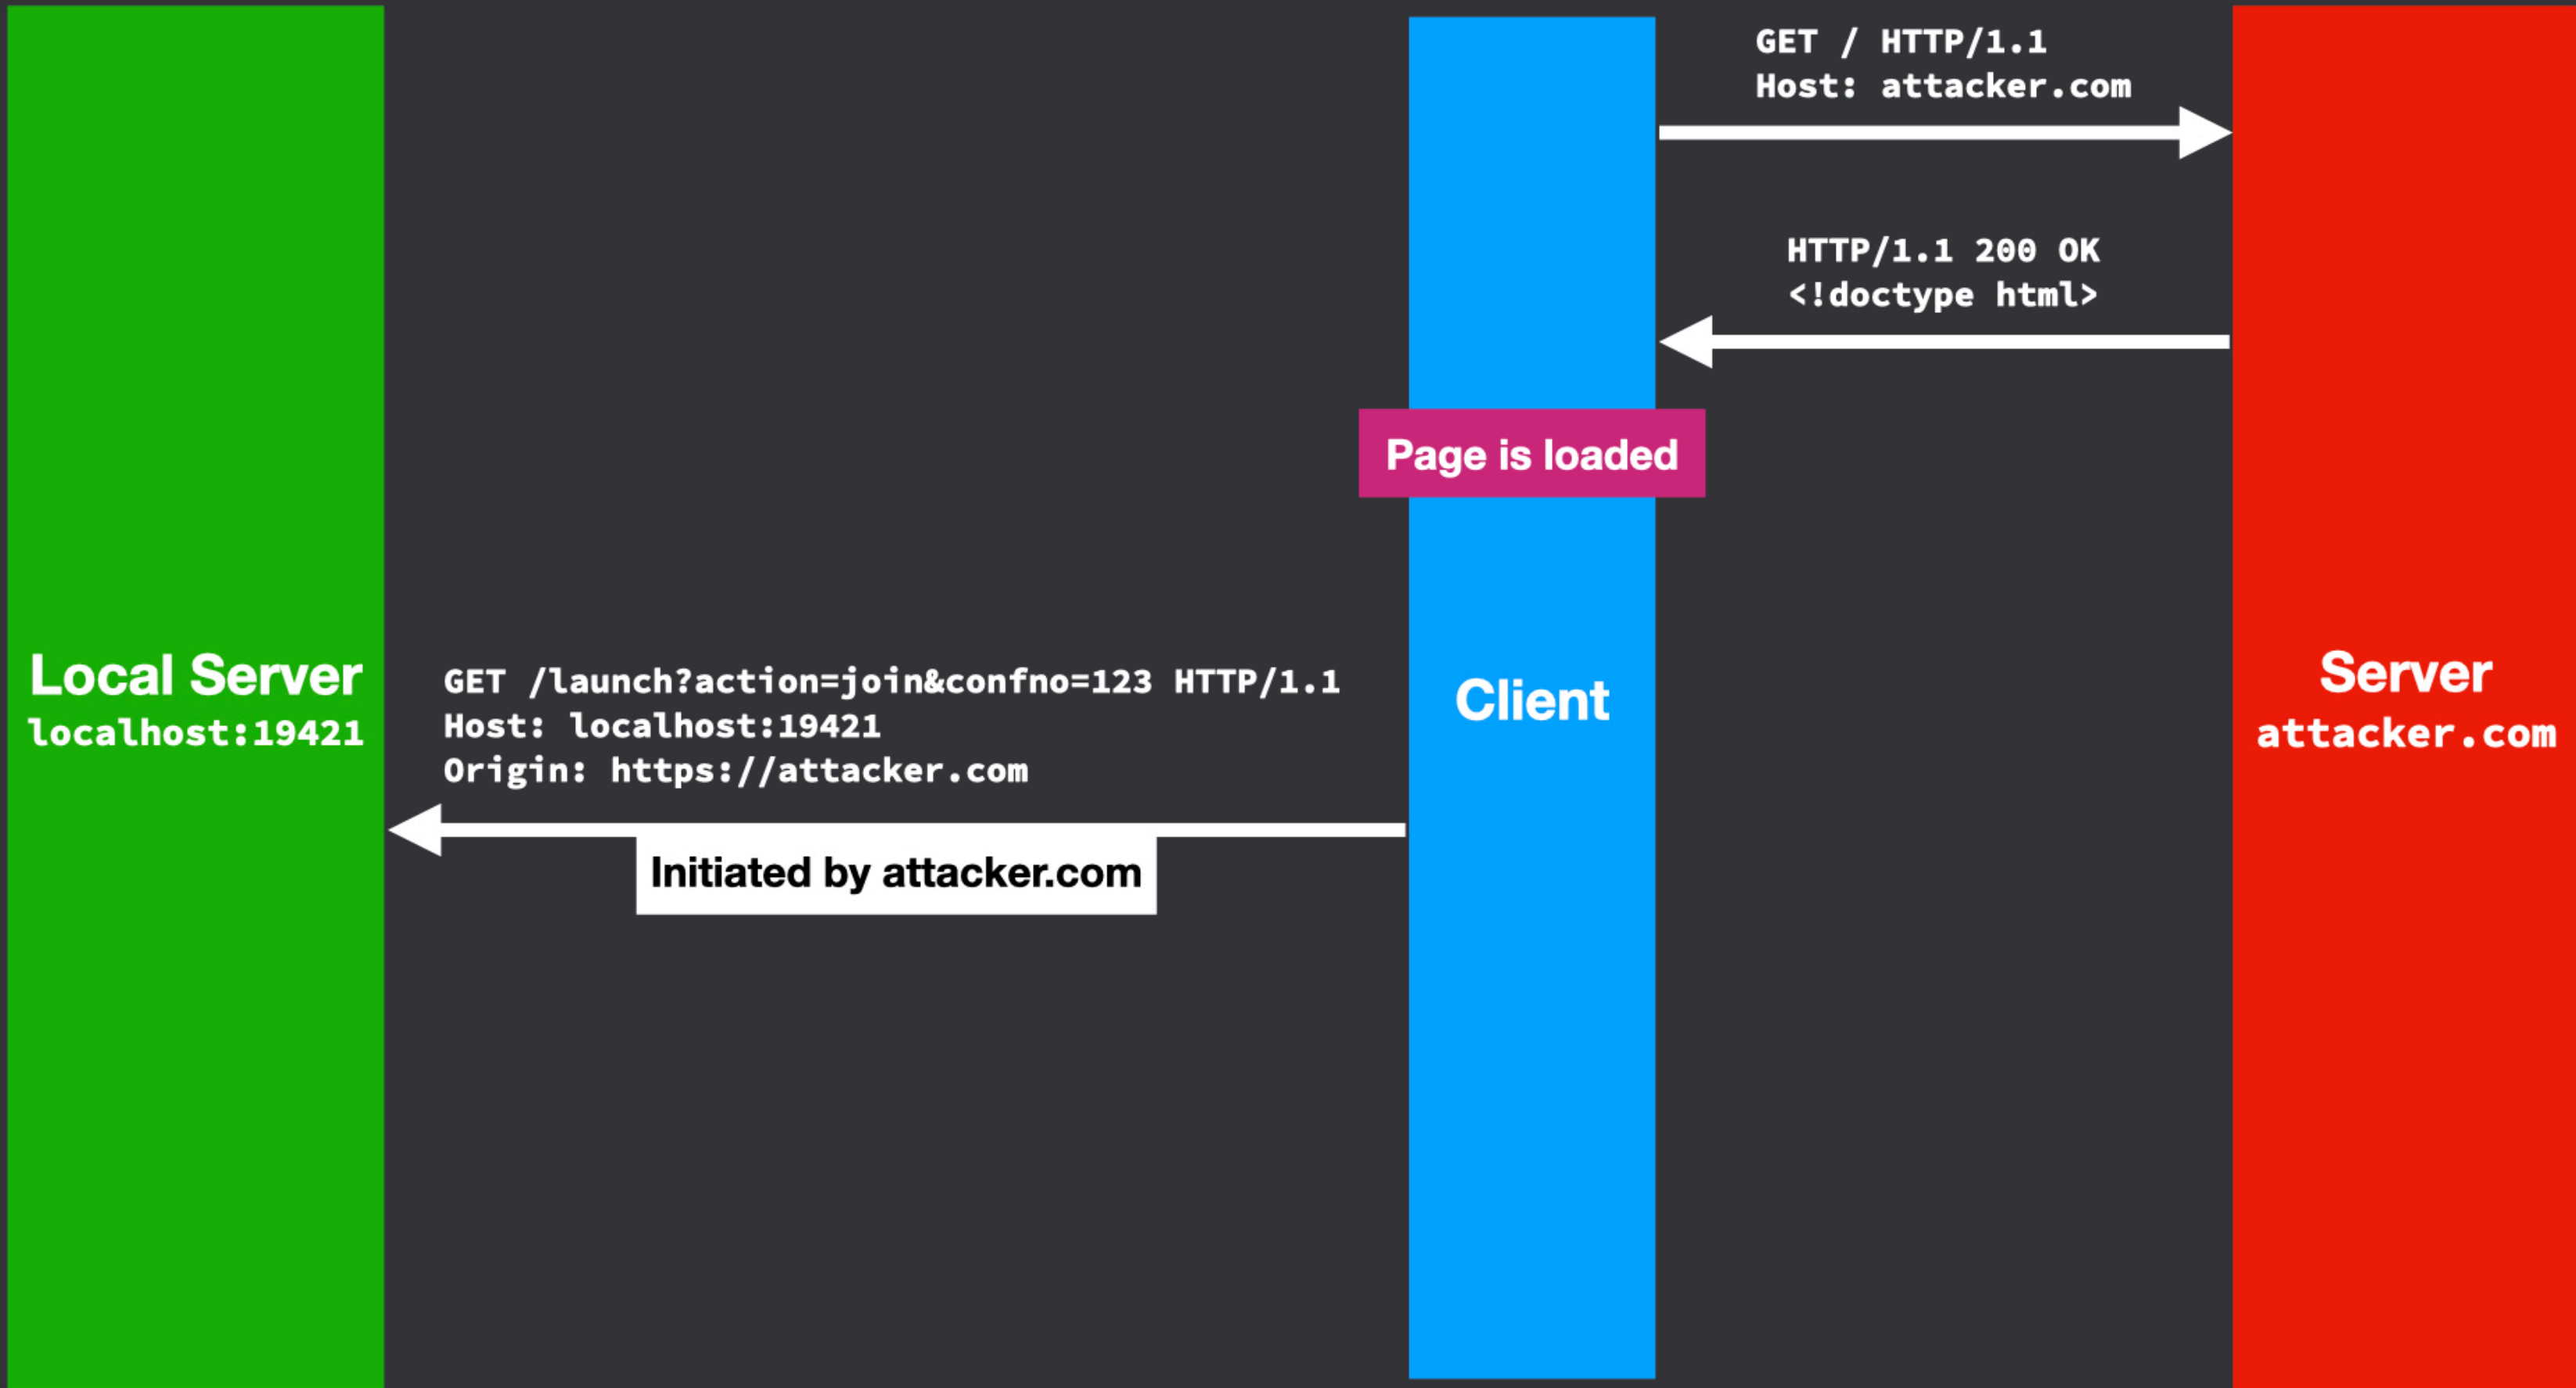 GET / HTTP/1.1
Host: attacker.com
HTTP/1.1 200 OK
<!doctype html>
Page is loaded
Local Server
localhost:19421
GET /launch?action=join&confno=123 HTTP/1.1
Host: localhost:19421
Origin: https://attacker.com
Initiated by attacker.com
Client
Server
attacker.com